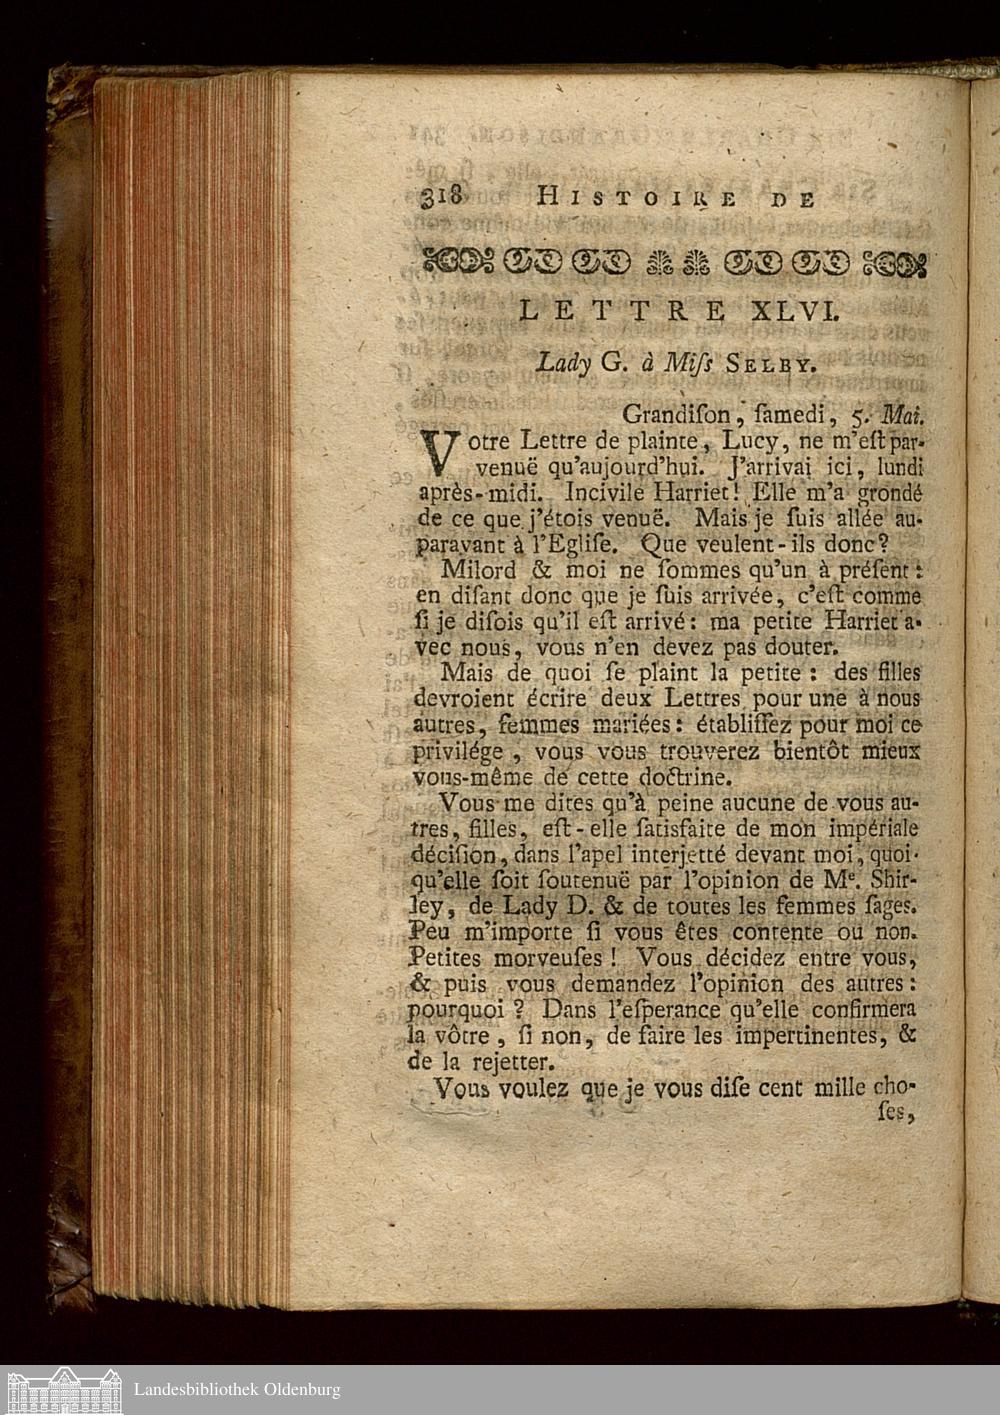 318 HISTOIRE DE
LETTRE XLVI.
Lady G. à Miſs SELBY.
Grandiſon, ſamedi, 5. Mai.
Votre Lettre de plainte, Lucy, ne m'eſt par-
venuë qu'aujourd'hui. J'arrivai ici, lundi
après-midi. Incivile Harriet! Elle m'a grondé
de ce que j'étois venuë. Mais je ſuis allée au-
paravant à l'Egliſe. Que veulent-ils donc?
Milord & moi ne ſommes qu'un à préſent:
en diſant donc que je ſuis arrivée, c'eſt comme
ſi je diſois qu'il eſt arrivé: ma petite Harriet a-
vec nous, vous n'en devez pas douter.
Mais de quoi ſe plaint la petite: des filles
devroient écrire deux Lettres pour une à nous
autres, femmes mariées: établiſſez pour moi ce
privilége, vous vous trouverez bientôt mieux
vous-même de cette doctrine.
Vous me dites qu'à peine aucune de vous au-
tres, filles, eſt-elle ſatisfaite de mon impériale
déciſion, dans l'apel interjetté devant moi, quoi-
qu'elle ſoit ſoutenuë par l'opinion de Me. Shir-
ley, de Lady D. & de toutes les femmes ſages.
Peu m'importe ſi vous êtes contente ou non.
Petites morveuſes! Vous décidez entre vous,
& puis vous demandez l'opinion des autres:
pourquoi? Dans l'eſperance qu'elle confirmera
la vôtre, ſi non, de faire les impertinentes, &
de la rejetter.
Vous voulez que je vous diſe cent mille cho-
ſes,
Landesbibliothek Oldenburg